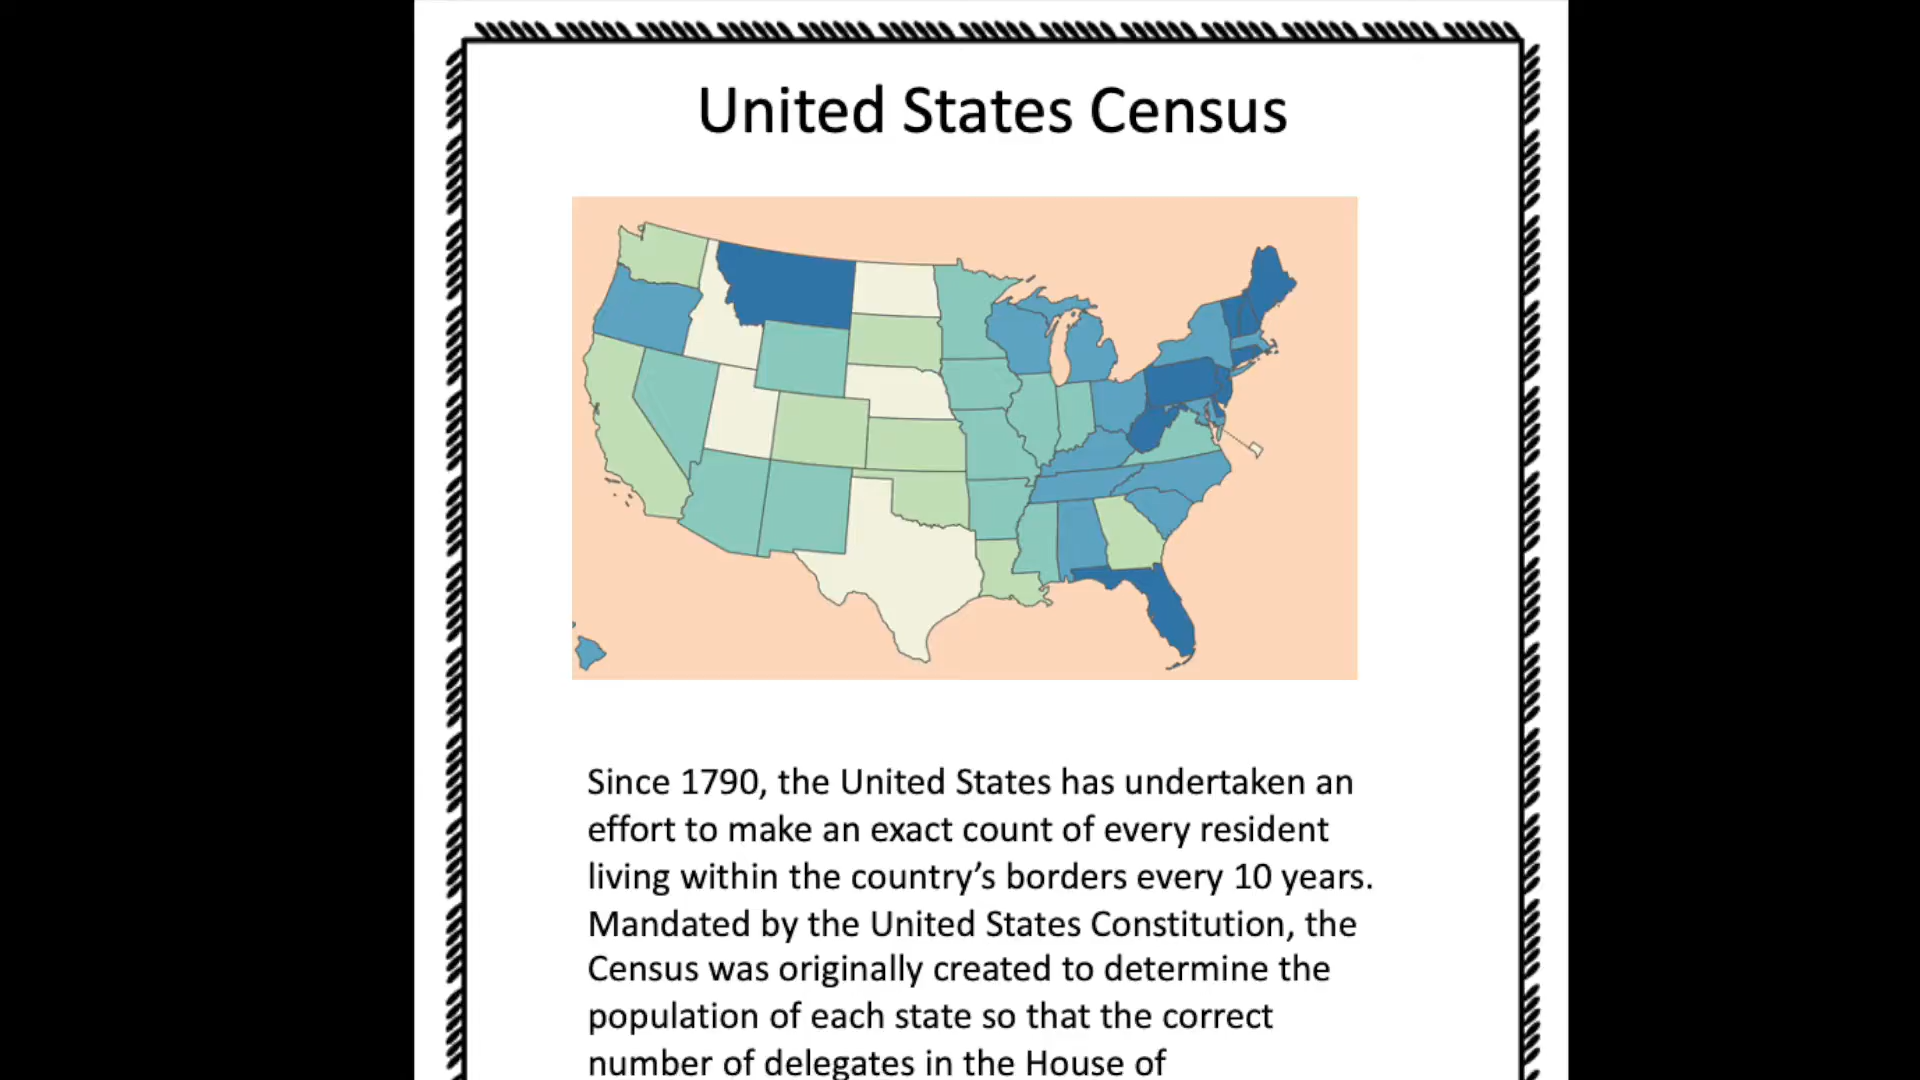 United States Census
Since 1790, the United States has undertaken an
effort to make an exact count of every resident
living within the country’s borders every 10 years.
Mandated by the United States Constitution, the
Census was originally created to determine the
population of each state so that the correct
number of delegates in the House of